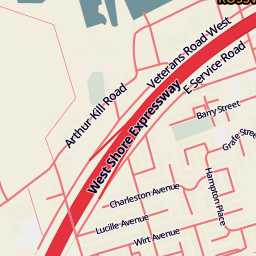 Veterans Road West
E Service Road
Arthur Kill Road
West Shore Expressway
Barry Street
Grafe Street
Hampton Place
Charleston Avenue
Lucille Avenue
Wirt Avenue